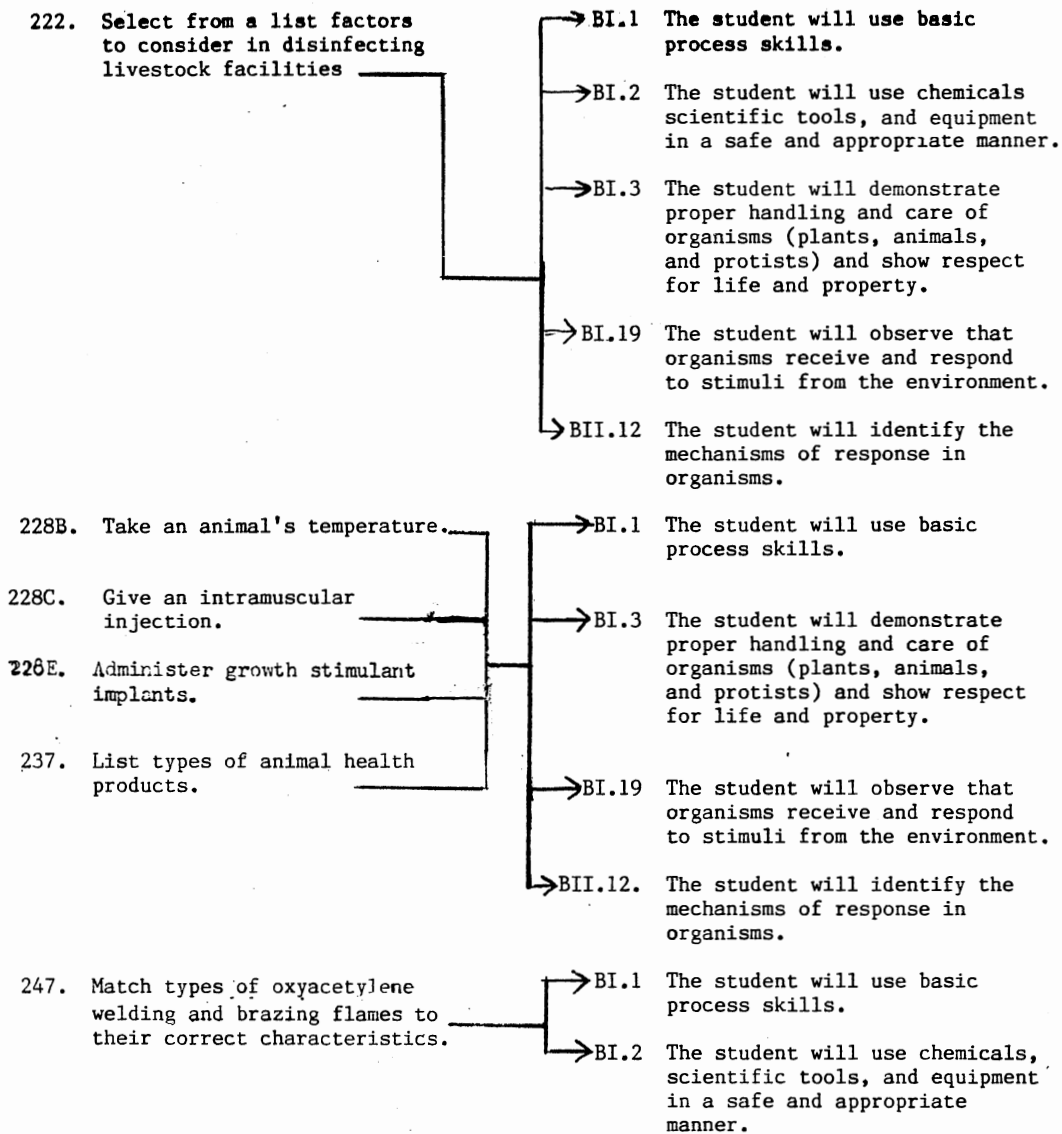 222. Select from a list factors
to consider in disinfecting
livestock facilities
BI.1 The student will use basic
process skills.
BI.2 The student will use chemicals
scientific tools, and equipment
in a safe and appropriate manner.
BI.3 The student will demonstrate
proper handling and care of
organisms (plants, animals,
and protists) and show respect
for life and property.
BI.19 The student will observe that
organisms receive and respond
to stimuli from the environment.
BII.12 The student will identify the
mechanisms of response in
organisms.
228B. Take an animal's temperature.
228C. Give an intramuscular
injection.
228E. Administer growth stimulant
implants.
237. List types of animal health
products.
BI.1 The student will use basic
process skills.
BI.3 The student will demonstrate
proper handling and care of
organisms (plants, animals,
and protists) and show respect
for life and property.
BI.19 The student will observe that
organisms receive and respond
to stimuli from the environment.
BII.12. The student will identify the
mechanisms of response in
organisms.
247. Match types of oxyacetylene
welding and brazing flames to
their correct characteristics.
BI.1 The student will use basic
process skills.
BI.2 The student will use chemicals,
scientific tools, and equipment
in a safe and appropriate
manner.